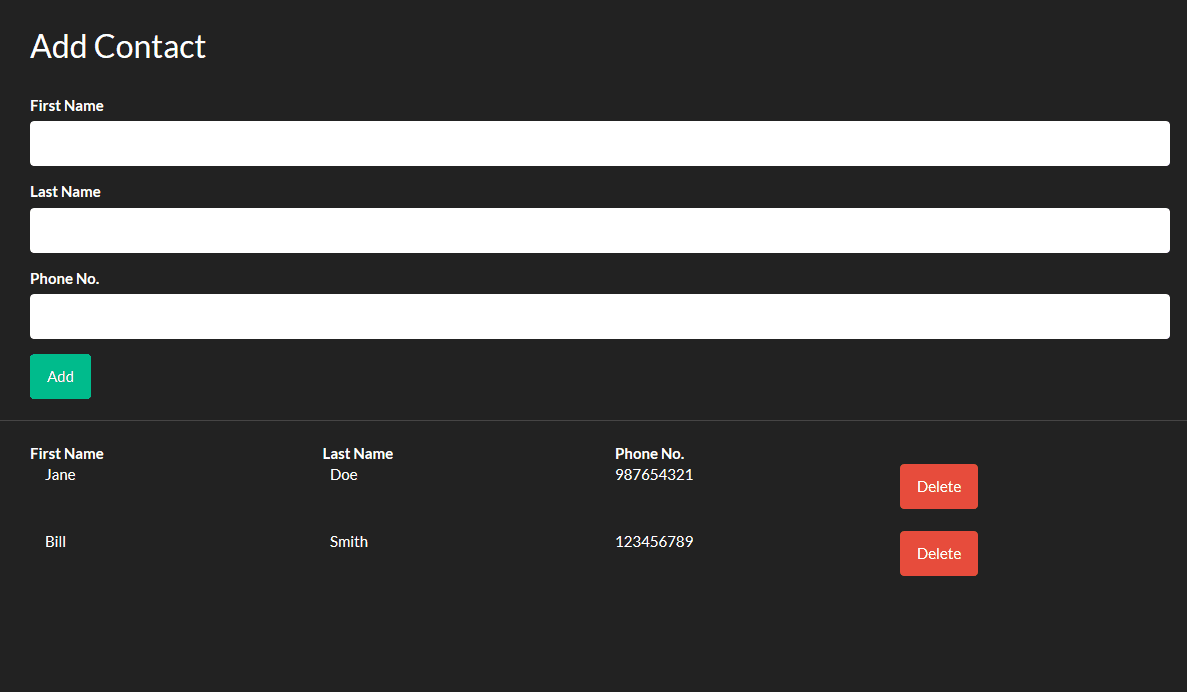 Add Contact
First Name
Last Name
Phone No.
Add
First Name Last Name Phone No.
Jane Doe 987654321 Delete
Bill Smith 123456789 Delete